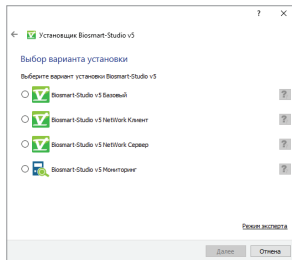 ? ×
← Установщик Biosmart-Studio v5
Выбор варианта установки
Выберите вариант установки Biosmart-Studio v5
Biosmart-Studio v5 Базовый ?
Biosmart-Studio v5 NetWork Клиент ?
Biosmart-Studio v5 NetWork Сервер ?
Biosmart-Studio v5 Мониторинг ?
Режим эксперта
Далее Отмена